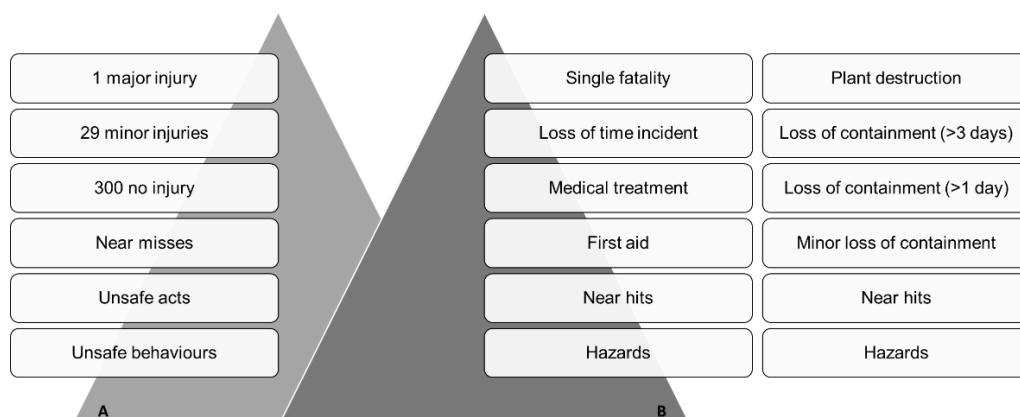 1 major injury
29 minor injuries
300 no injury
Near misses
Unsafe acts
Unsafe behaviours
A
Single fatality
Loss of time incident
Medical treatment
First aid
Near hits
Hazards
Plant destruction
Loss of containment (>3 days)
Loss of containment (>1 day)
Minor loss of containment
Near hits
Hazards
B